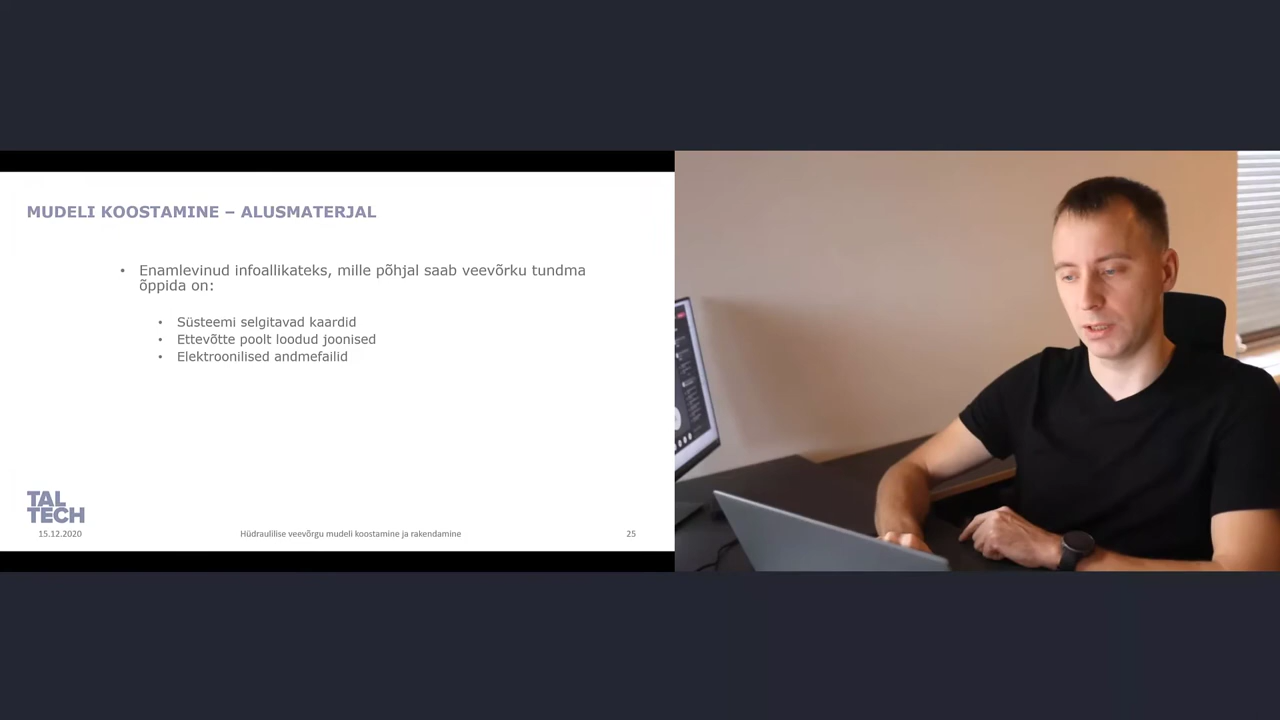 MUDELI KOOSTAMINE – ALUSMATERJAL
• Enamlevinud infoallikateks, mille põhjal saab veevõrku tundma
õppida on:
• Süsteemi selgitavad kaardid
• Ettevõtte poolt loodud joonised
• Elektroonilised andmefailid
TAL
TECH
15.12.2020
Hüdraulilise veevõrgu mudeli koostamine ja rakendamine
25